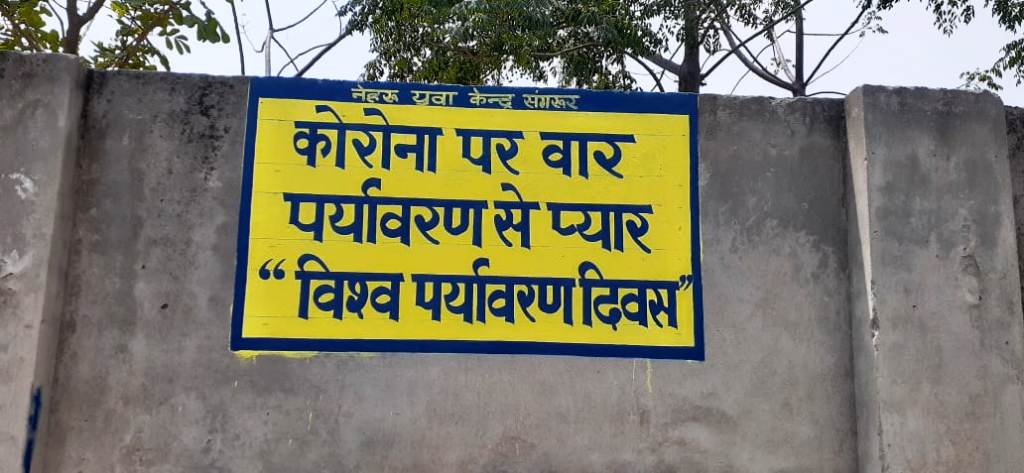 नेहरू युवा केन्द्र संगरूर
कोरोना पर वार
पर्यावरण से प्यार
“ विश्व पर्यावरण दिवस”